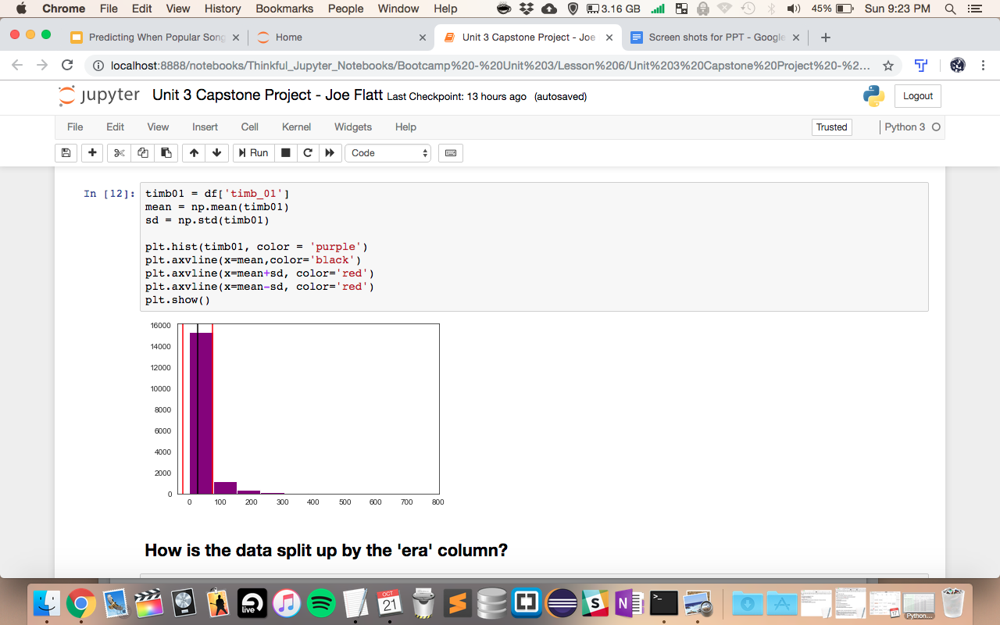 Chrome File Edit View History Bookmarks People Window Help 3.16 GB 45% Sun 9:23 PM
Predicting When Popular Song Home Unit 3 Capstone Project - Joe Screen shots for PPT - Google
localhost:8888/notebooks/Thinkful_Jupyter_Notebooks/Bootcamp%20-%20Unit%203/Lesson%206/Unit%203%20Capstone%20Project%20-%2...
jupyter Unit 3 Capstone Project - Joe Flatt Last Checkpoint: 13 hours ago (autosaved) Logout
File Edit View Insert Cell Kernel Widgets Help Trusted Python 3
Run Code
In [12]: timb01 = df['timb_01']
mean = np.mean(timb01)
sd = np.std(timb01)
plt.hist(timb01, color = 'purple')
plt.axvline(x=mean,color='black')
plt.axvline(x=mean+sd, color='red')
plt.axvline(x=mean-sd, color='red')
plt.show()
16000
14000
12000
10000
8000
6000
4000
2000
0
0 100 200 300 400 500 600 700 800
How is the data split up by the 'era' column?
live
OCT
21
S
N
>_
17
Python...